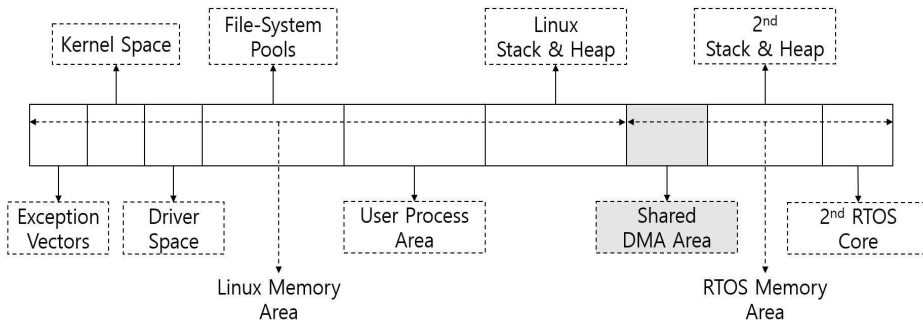 Kernel Space
File-System
Pools
Linux
Stack & Heap
2nd
Stack & Heap
Exception
Vectors
Driver
Space
User Process
Area
Shared
DMA Area
2nd RTOS
Core
Linux Memory
Area
RTOS Memory
Area